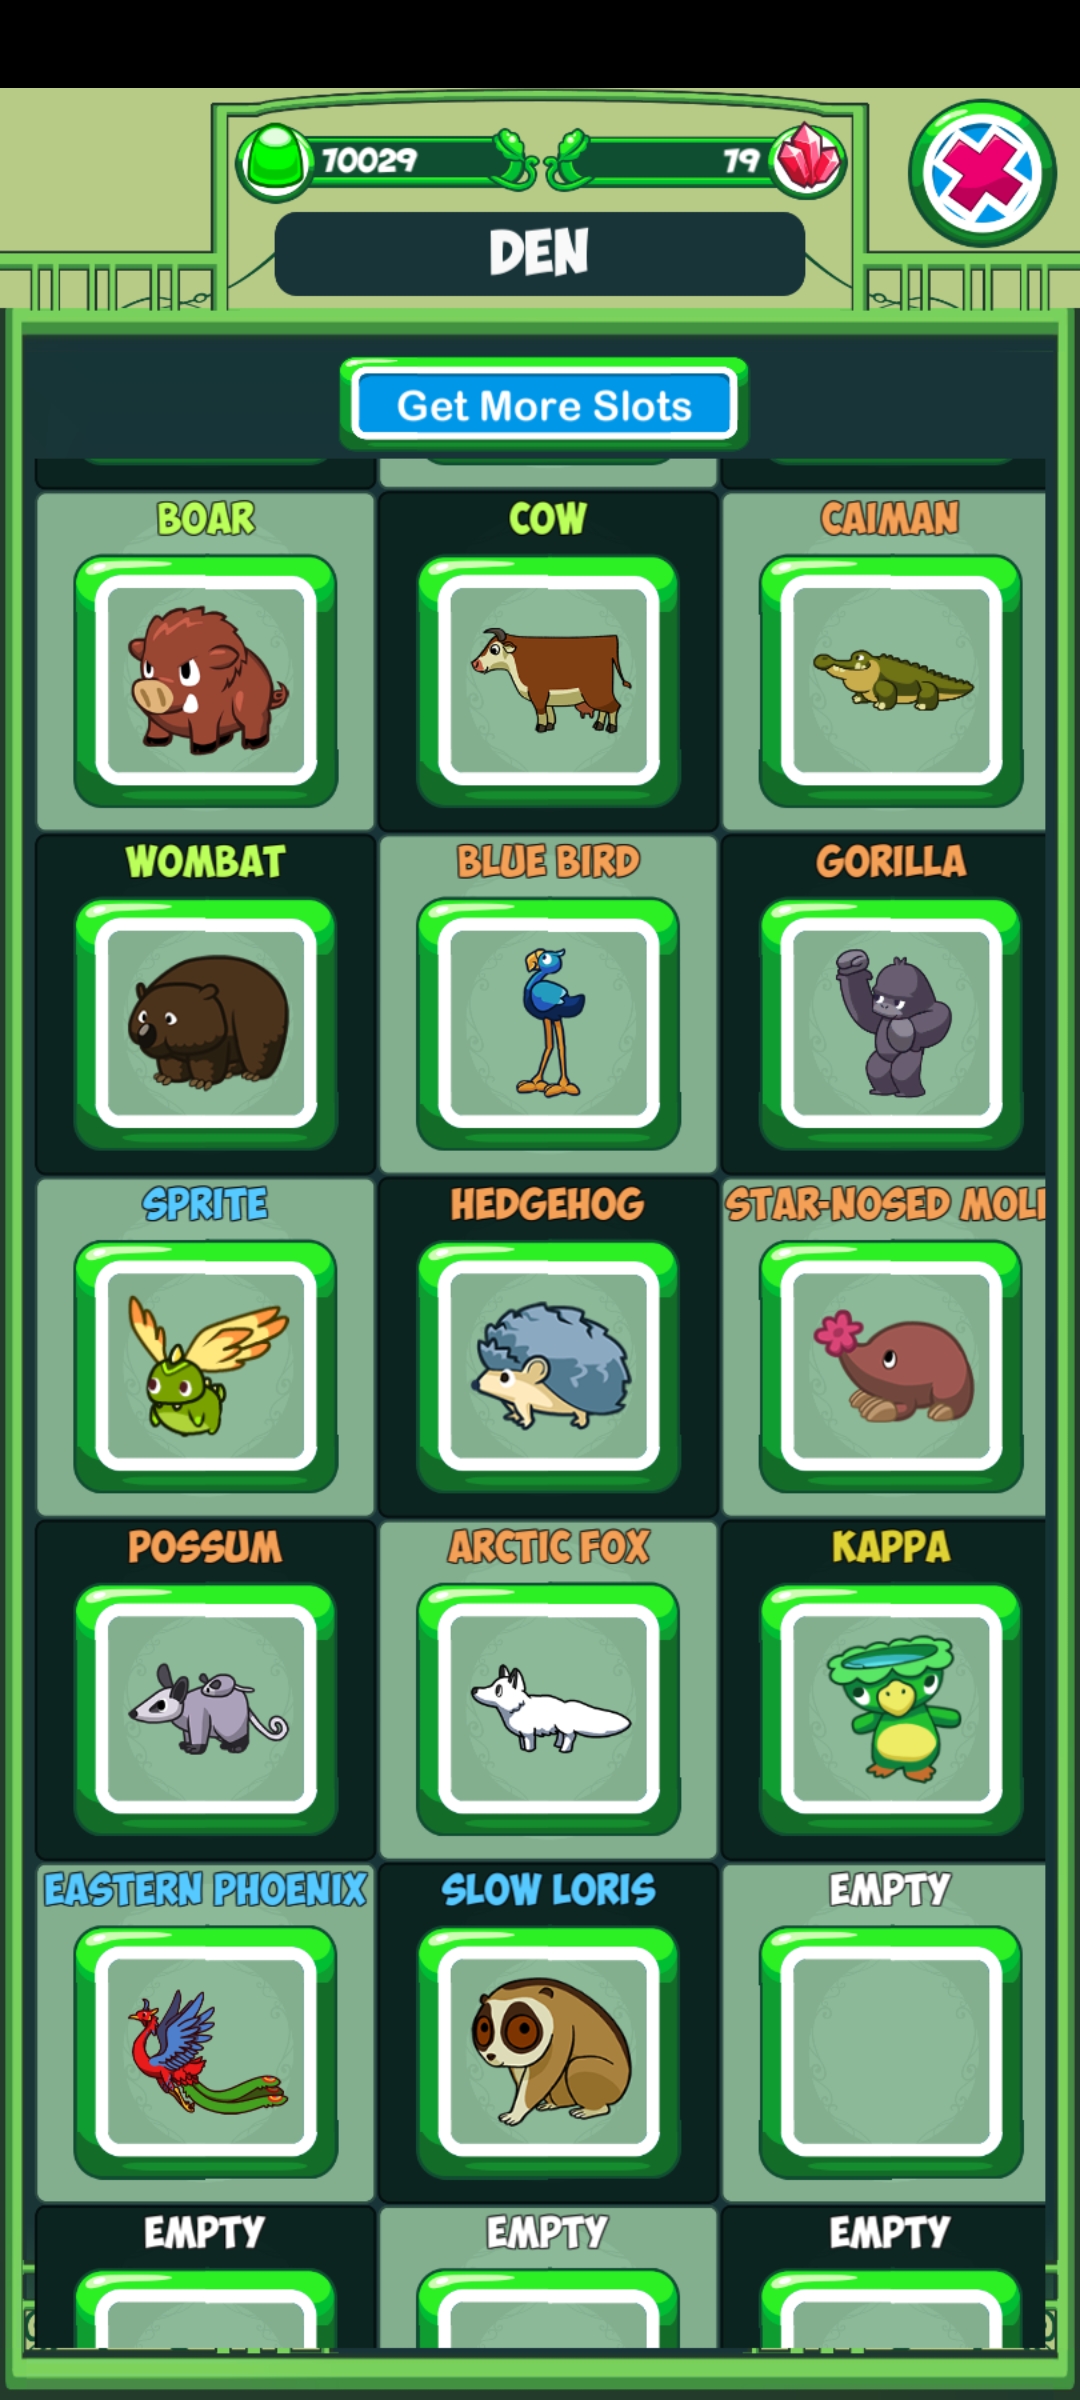 70029
79
DEN
Get More Slots
BOAR
COW
CAIMAN
WOMBAT
BLUE BIRD
GORILLA
SPRITE
HEDGEHOG
STAR-NOSED MOL
POSSUM
ARCTIC FOX
KAPPA
EASTERN PHOENIX
SLOW LORIS
EMPTY
EMPTY
EMPTY
EMPTY